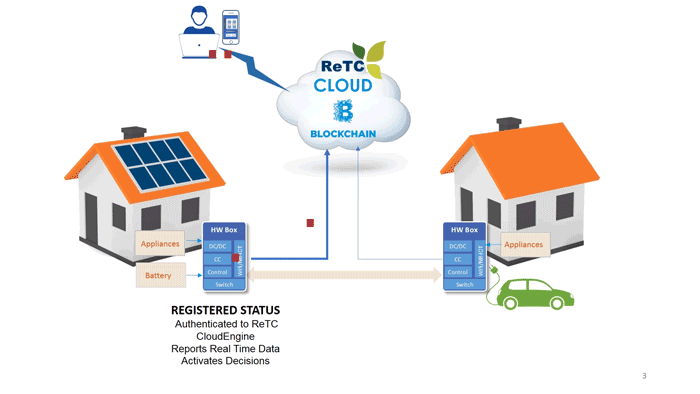 ReTC
CLOUD
BLOCKCHAIN
HW Box
DC/DC
CC
Control
Switch
Appliances
Battery
HW Box
DC/DC
CC
Control
Switch
Appliances
REGISTERED STATUS
Authenticated to ReTC
CloudEngine
Reports Real Time Data
Activates Decisions
3